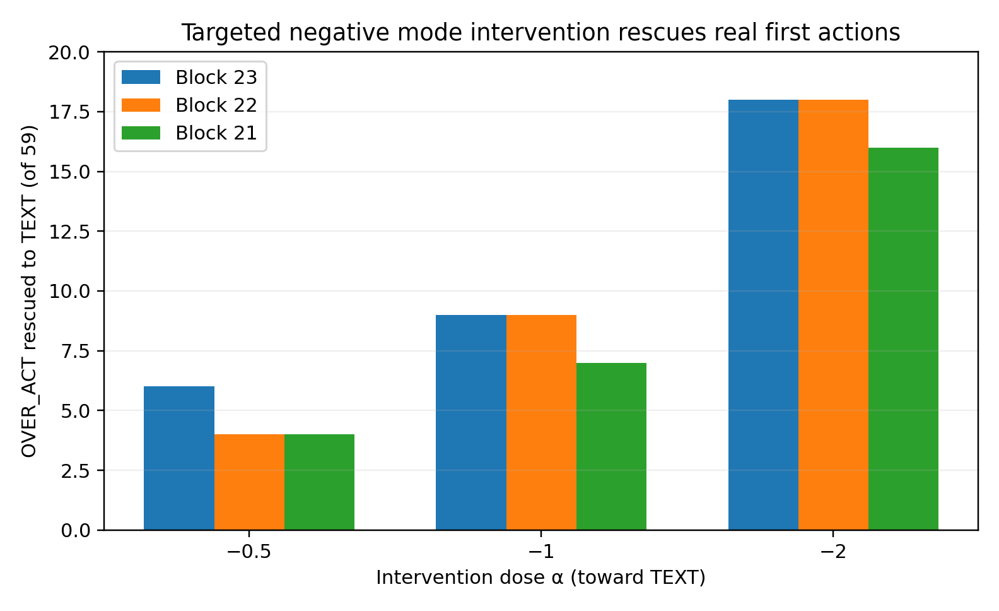 Targeted negative mode intervention rescues real first actions
OVER_ACT rescued to TEXT (of 59)
20.0
17.5
15.0
12.5
10.0
7.5
5.0
2.5
0.0
Block 23
Block 22
Block 21
−0.5
−1
−2
Intervention dose α (toward TEXT)